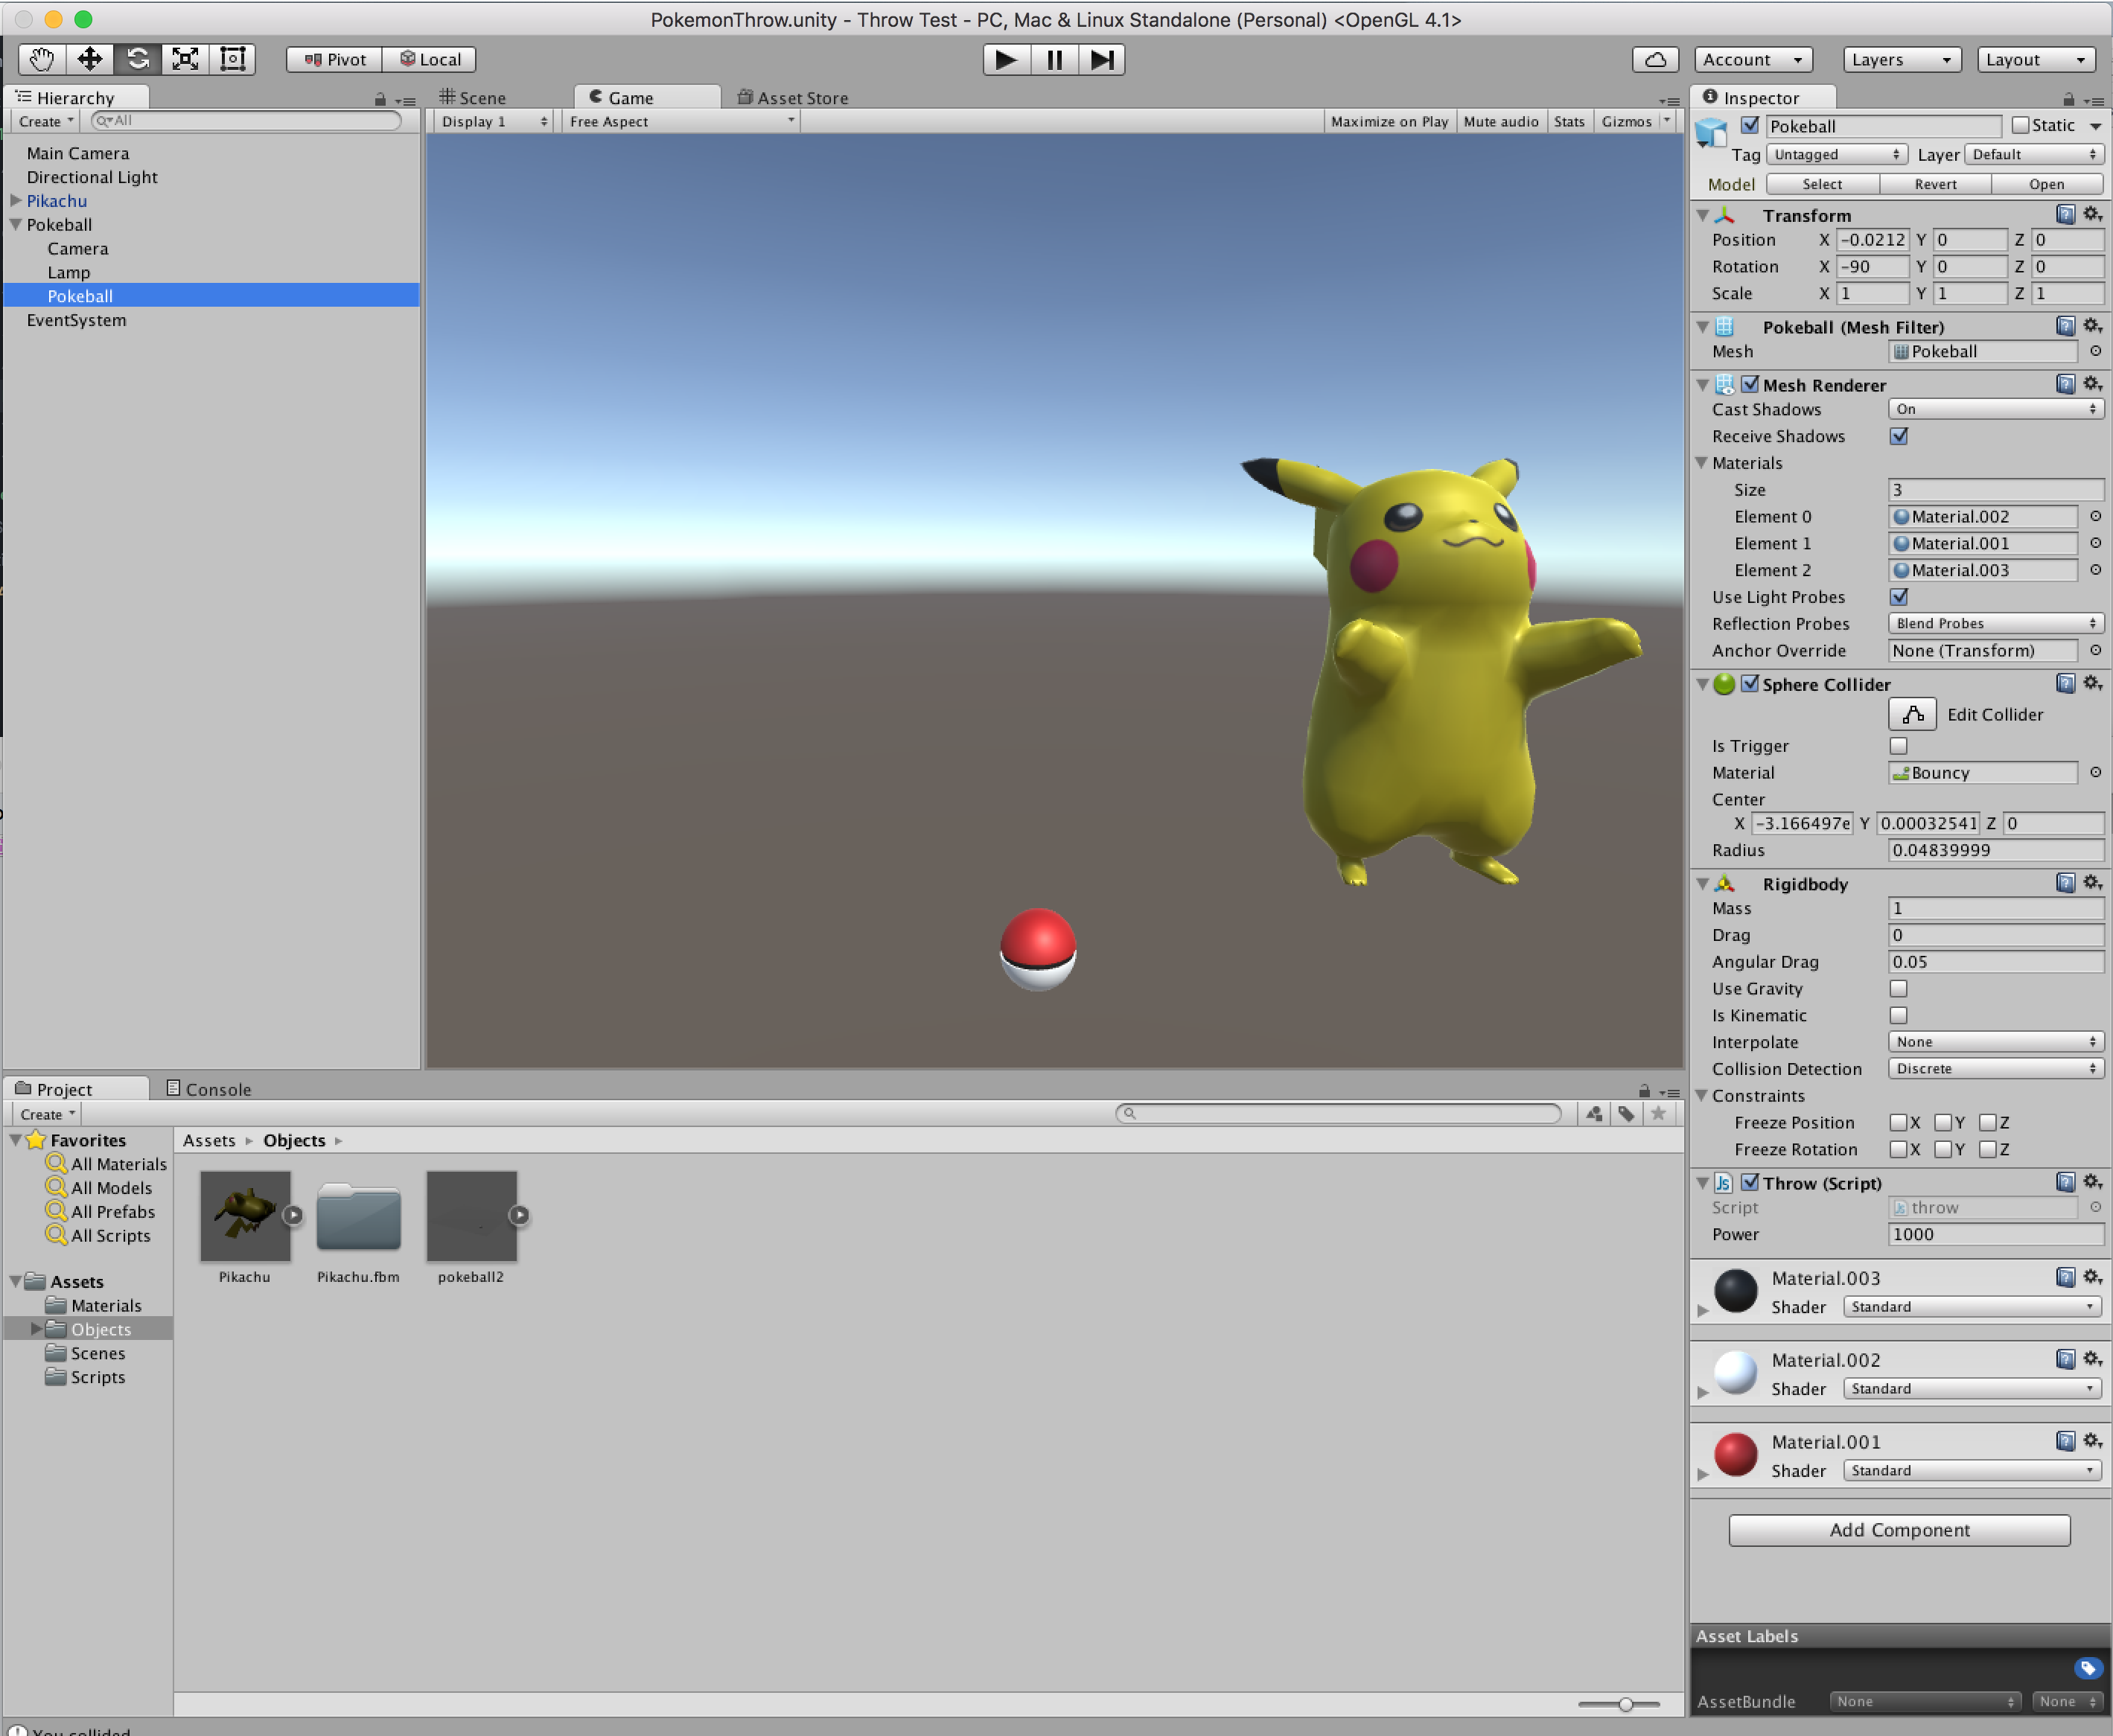 PokemonThrow.unity - Throw Test - PC, Mac & Linux Standalone (Personal) <OpenGL 4.1>
Pivot Local Account Layers Layout
Hierarchy
Create All
Main Camera
Directional Light
Pikachu
Pokeball
Camera
Lamp
Pokeball
EventSystem
Scene Game Asset Store
Display 1 Free Aspect Maximize on Play Mute audio Stats Gizmos
Inspector
Pokeball Static
Tag Untagged Layer Default
Model Select Revert Open
Transform
Position X -0.0212 Y 0 Z 0
Rotation X -90 Y 0 Z 0
Scale X 1 Y 1 Z 1
Pokeball (Mesh Filter)
Mesh Pokeball
Mesh Renderer
Cast Shadows On
Receive Shadows
Materials
Size 3
Element 0 Material.002
Element 1 Material.001
Element 2 Material.003
Use Light Probes
Reflection Probes Blend Probes
Anchor Override None (Transform)
Sphere Collider
Edit Collider
Is Trigger
Material Bouncy
Center
X -3.166497e Y 0.00032541 Z 0
Radius 0.04839999
Rigidbody
Mass 1
Drag 0
Angular Drag 0.05
Use Gravity
Is Kinematic
Interpolate None
Collision Detection Discrete
Constraints
Freeze Position X Y Z
Freeze Rotation X Y Z
Js Throw (Script)
Script throw
Power 1000
Material.003
Shader Standard
Material.002
Shader Standard
Material.001
Shader Standard
Add Component
Asset Labels
AssetBundle None None
Project Console
Create
Favorites
All Materials
All Models
All Prefabs
All Scripts
Assets
Materials
Objects
Scenes
Scripts
Assets Objects
Pikachu Pikachu.fbm pokeball2
You collided